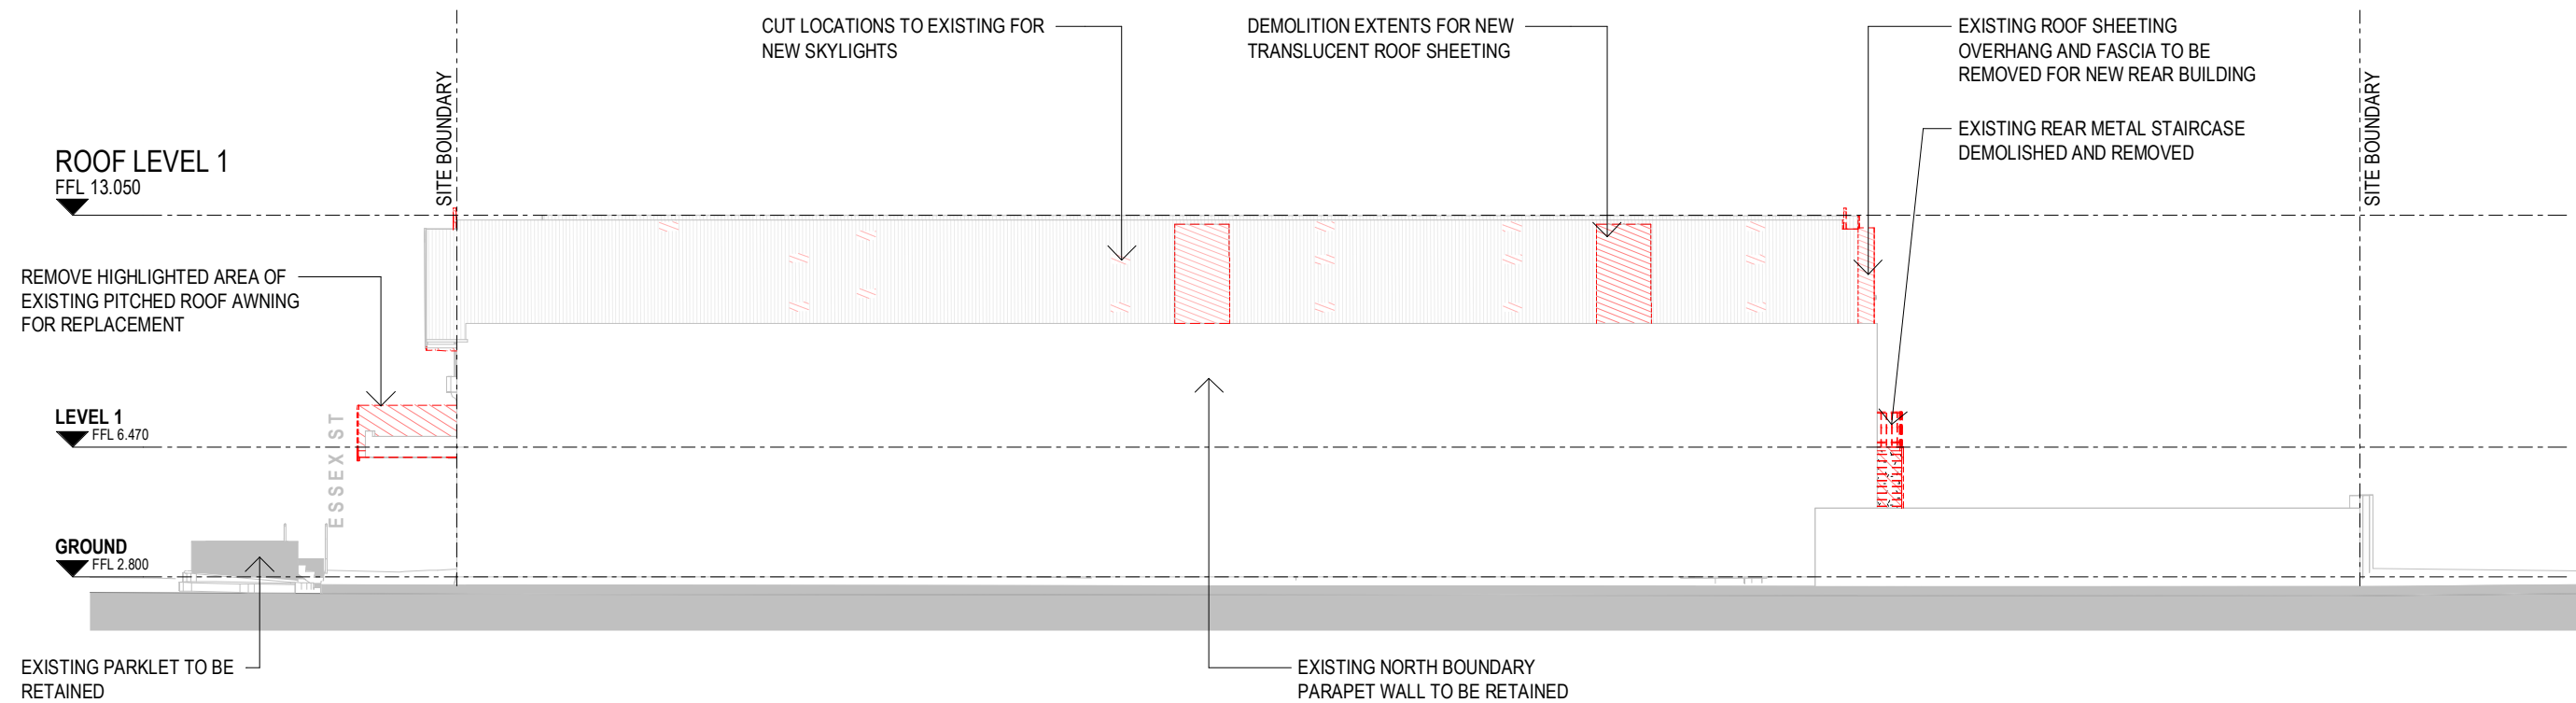 CUT LOCATIONS TO EXISTING FOR
NEW SKYLIGHTS
DEMOLITION EXTENTS FOR NEW
TRANSLUCENT ROOF SHEETING
EXISTING ROOF SHEETING
OVERHANG AND FASCIA TO BE
REMOVED FOR NEW REAR BUILDING
EXISTING REAR METAL STAIRCASE
DEMOLISHED AND REMOVED
SITE BOUNDARY
SITE BOUNDARY
ROOF LEVEL 1
FFL 13.050
REMOVE HIGHLIGHTED AREA OF
EXISTING PITCHED ROOF AWNING
FOR REPLACEMENT
LEVEL 1
FFL 6.470
ESSEX ST
GROUND
FFL 2.800
EXISTING PARKLET TO BE
RETAINED
EXISTING NORTH BOUNDARY
PARAPET WALL TO BE RETAINED